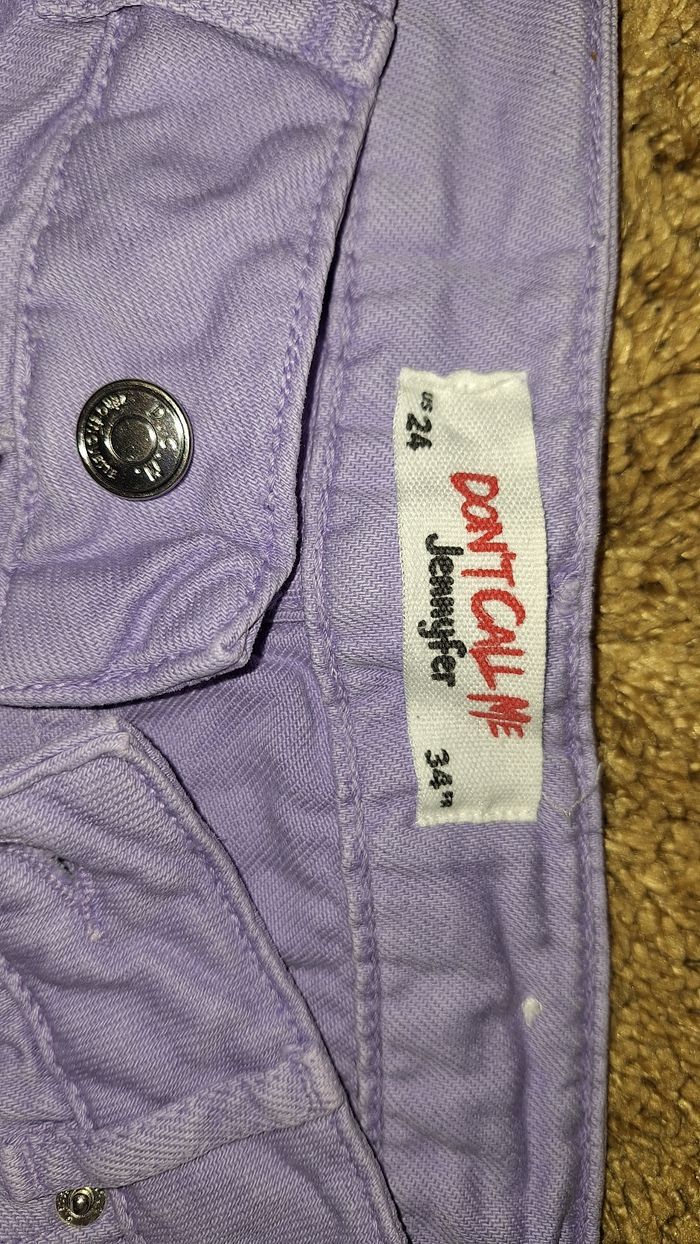 DON'T CALL ME
US 24 Jennyfer 34 FR
D.C.M.